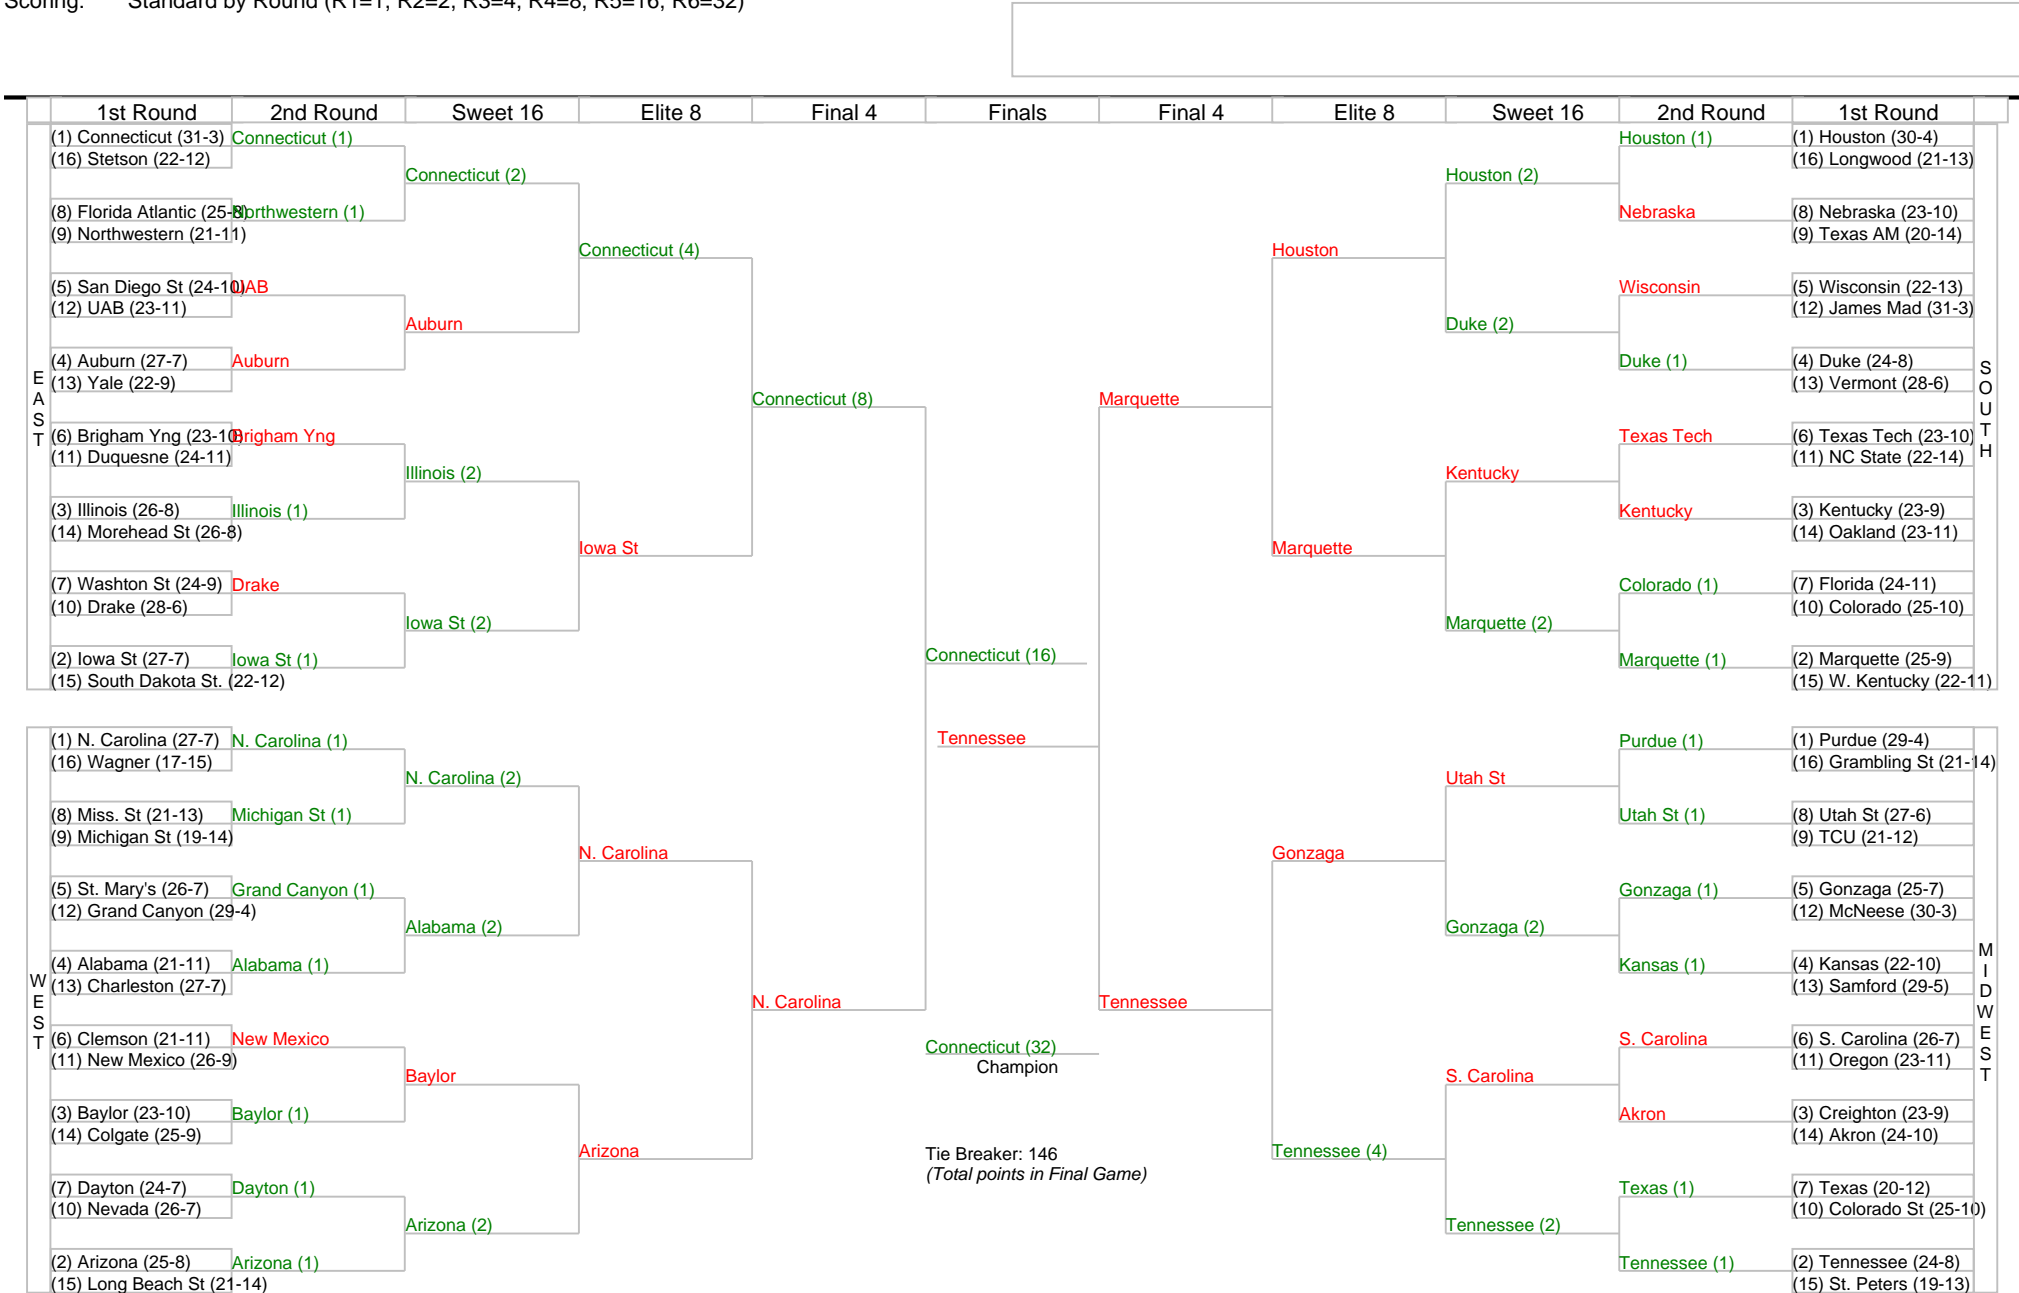 Scoring: Standard by Round (R1=1, R2=2, R3=4, R4=8, R5=16, R6=32)
1st Round 2nd Round Sweet 16 Elite 8 Final 4 Finals Final 4 Elite 8 Sweet 16 2nd Round 1st Round
EAST
(1) Connecticut (31-3)
(16) Stetson (22-12)
(8) Florida Atlantic (25-8)
(9) Northwestern (21-11)
(5) San Diego St (24-10)
(12) UAB (23-11)
(4) Auburn (27-7)
(13) Yale (22-9)
(6) Brigham Yng (23-10)
(11) Duquesne (24-11)
(3) Illinois (26-8)
(14) Morehead St (26-8)
(7) Washton St (24-9)
(10) Drake (28-6)
(2) Iowa St (27-7)
(15) South Dakota St. (22-12)
Connecticut (1)
Northwestern (1)
UAB
Auburn
Brigham Yng
Illinois (1)
Drake
Iowa St (1)
Connecticut (2)
Auburn
Illinois (2)
Iowa St (2)
Connecticut (4)
Iowa St
Connecticut (8)
WEST
(1) N. Carolina (27-7)
(16) Wagner (17-15)
(8) Miss. St (21-13)
(9) Michigan St (19-14)
(5) St. Mary's (26-7)
(12) Grand Canyon (29-4)
(4) Alabama (21-11)
(13) Charleston (27-7)
(6) Clemson (21-11)
(11) New Mexico (26-9)
(3) Baylor (23-10)
(14) Colgate (25-9)
(7) Dayton (24-7)
(10) Nevada (26-7)
(2) Arizona (25-8)
(15) Long Beach St (21-14)
N. Carolina (1)
Michigan St (1)
Grand Canyon (1)
Alabama (1)
New Mexico
Baylor (1)
Dayton (1)
Arizona (1)
N. Carolina (2)
Alabama (2)
Baylor
Arizona (2)
N. Carolina
Arizona
N. Carolina
Connecticut (16)
Tennessee
Connecticut (32)
Champion
Tie Breaker: 146
(Total points in Final Game)
Marquette
Houston
Marquette
Houston (2)
Duke (2)
Kentucky
Marquette (2)
Houston (1)
Nebraska
Wisconsin
Duke (1)
Texas Tech
Kentucky
Colorado (1)
Marquette (1)
(1) Houston (30-4)
(16) Longwood (21-13)
(8) Nebraska (23-10)
(9) Texas AM (20-14)
(5) Wisconsin (22-13)
(12) James Mad (31-3)
(4) Duke (24-8)
(13) Vermont (28-6)
(6) Texas Tech (23-10)
(11) NC State (22-14)
(3) Kentucky (23-9)
(14) Oakland (23-11)
(7) Florida (24-11)
(10) Colorado (25-10)
(2) Marquette (25-9)
(15) W. Kentucky (22-11)
SOUTH
Tennessee
Gonzaga
Tennessee (4)
Utah St
Gonzaga (2)
S. Carolina
Tennessee (2)
Purdue (1)
Utah St (1)
Gonzaga (1)
Kansas (1)
S. Carolina
Akron
Texas (1)
Tennessee (1)
(1) Purdue (29-4)
(16) Grambling St (21-14)
(8) Utah St (27-6)
(9) TCU (21-12)
(5) Gonzaga (25-7)
(12) McNeese (30-3)
(4) Kansas (22-10)
(13) Samford (29-5)
(6) S. Carolina (26-7)
(11) Oregon (23-11)
(3) Creighton (23-9)
(14) Akron (24-10)
(7) Texas (20-12)
(10) Colorado St (25-10)
(2) Tennessee (24-8)
(15) St. Peters (19-13)
MIDWEST